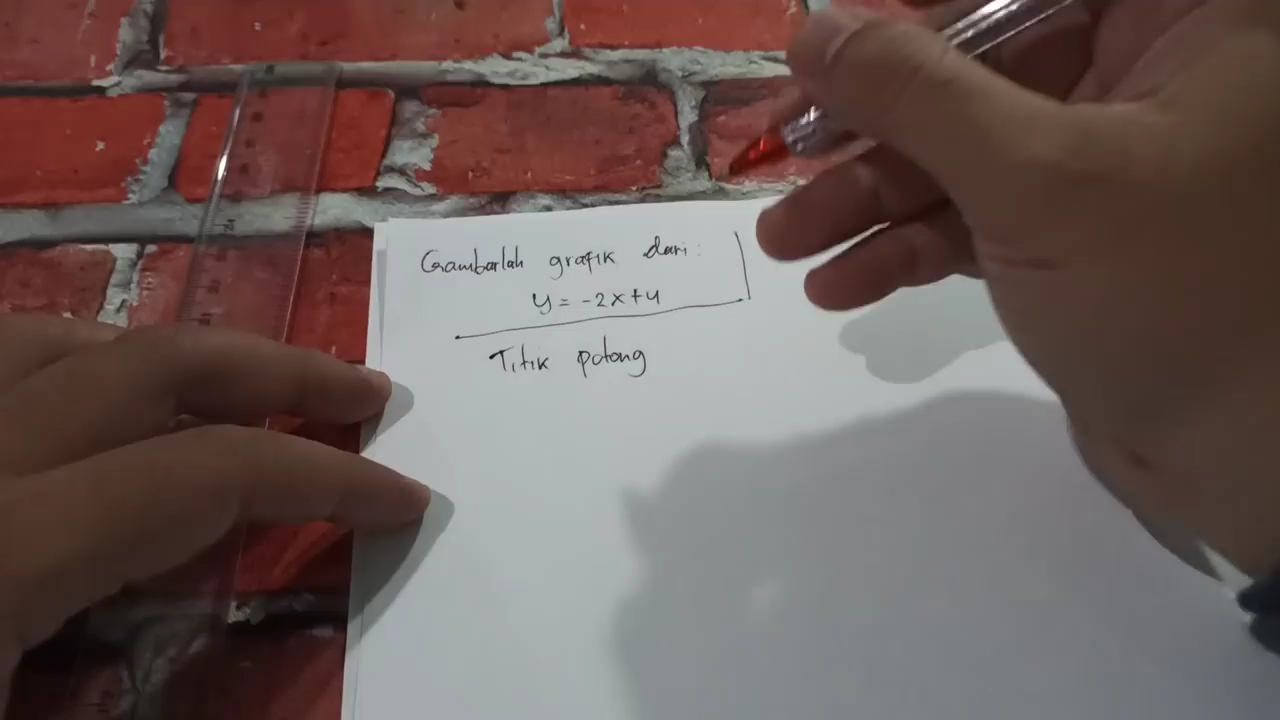 Gambarlah grafik dari:
y = -2x+4
Titik potong